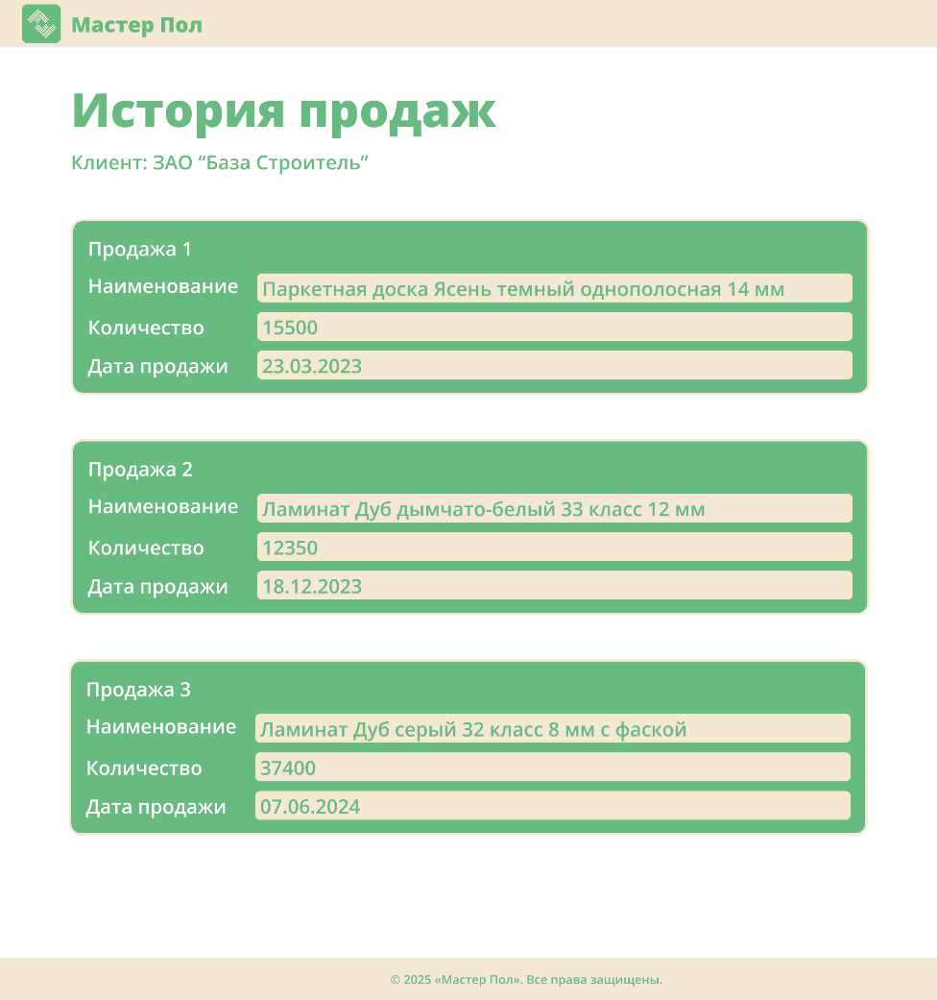 Мастер Пол
История продаж
Клиент: ЗАО “База Строитель”
Продажа 1
Наименование Паркетная доска Ясень темный однополосная 14 мм
Количество 15500
Дата продажи 23.03.2023
Продажа 2
Наименование Ламинат Дуб дымчато-белый 33 класс 12 мм
Количество 12350
Дата продажи 18.12.2023
Продажа 3
Наименование Ламинат Дуб серый 32 класс 8 мм с фаской
Количество 37400
Дата продажи 07.06.2024
© 2025 «Мастер Пол». Все права защищены.